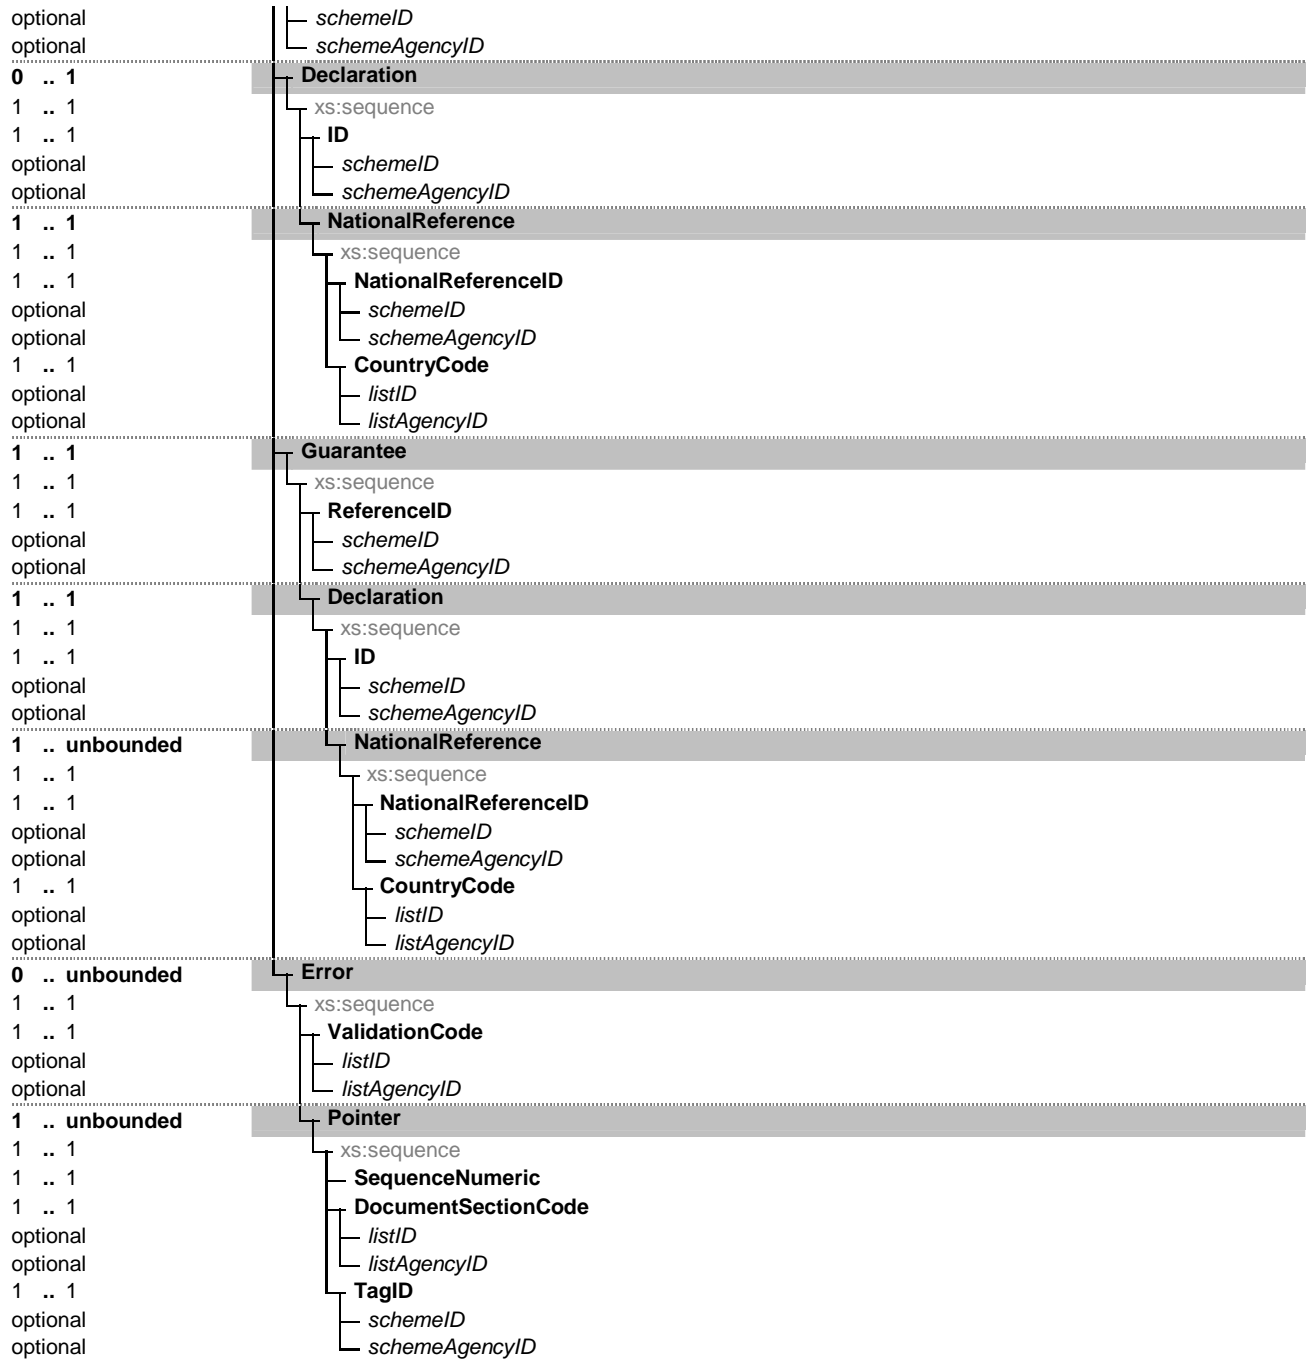 optional schemeID
optional schemeAgencyID
0 .. 1 Declaration
1 .. 1 xs:sequence
1 .. 1 ID
optional schemeID
optional schemeAgencyID
1 .. 1 NationalReference
1 .. 1 xs:sequence
1 .. 1 NationalReferenceID
optional schemeID
optional schemeAgencyID
1 .. 1 CountryCode
optional listID
optional listAgencyID
1 .. 1 Guarantee
1 .. 1 xs:sequence
1 .. 1 ReferenceID
optional schemeID
optional schemeAgencyID
1 .. 1 Declaration
1 .. 1 xs:sequence
1 .. 1 ID
optional schemeID
optional schemeAgencyID
1 .. unbounded NationalReference
1 .. 1 xs:sequence
1 .. 1 NationalReferenceID
optional schemeID
optional schemeAgencyID
1 .. 1 CountryCode
optional listID
optional listAgencyID
0 .. unbounded Error
1 .. 1 xs:sequence
1 .. 1 ValidationCode
optional listID
optional listAgencyID
1 .. unbounded Pointer
1 .. 1 xs:sequence
1 .. 1 SequenceNumeric
1 .. 1 DocumentSectionCode
optional listID
optional listAgencyID
1 .. 1 TagID
optional schemeID
optional schemeAgencyID